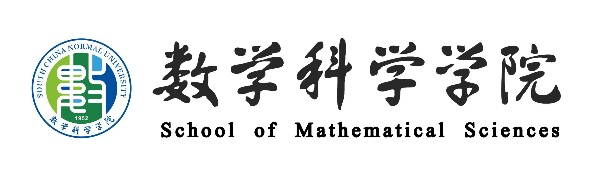 SOUTH CHINA NORMAL UNIVERSITY
1952
数学科学学院
数学科学学院
School of Mathematical Sciences